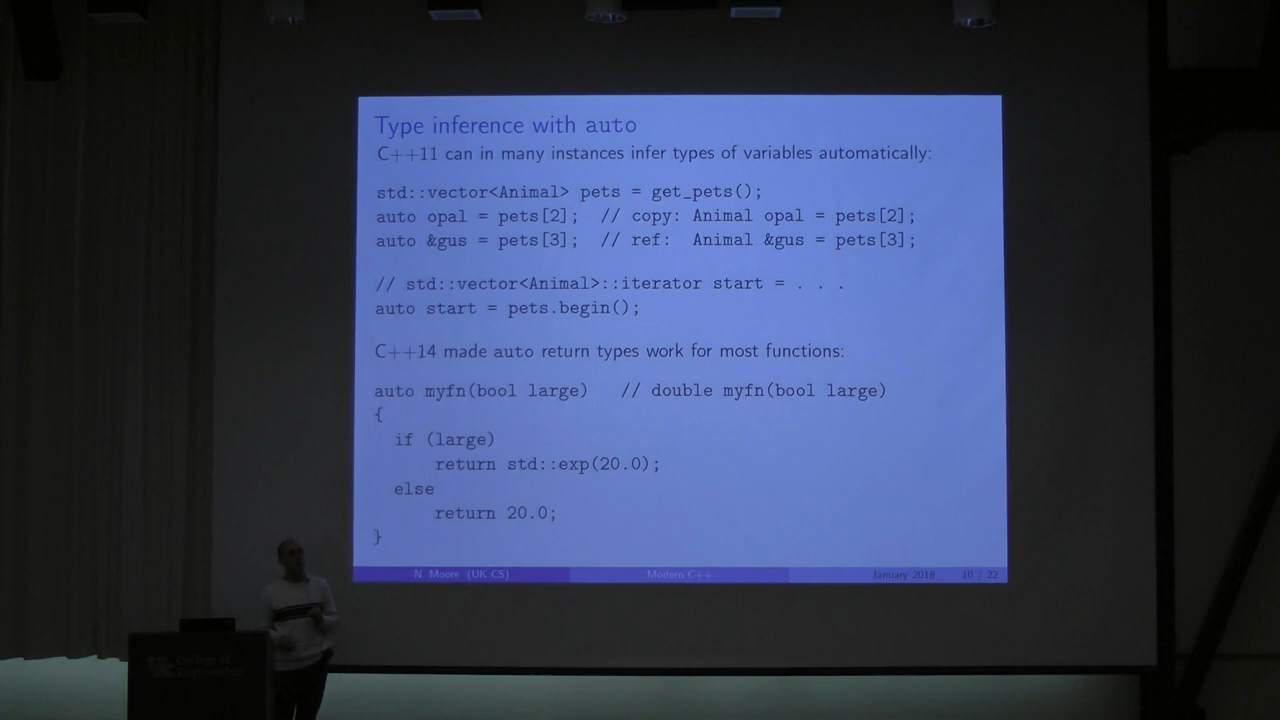 Type inference with auto
C++11 can in many instances infer types of variables automatically:
std::vector<Animal> pets = get_pets();
auto opal = pets[2];  // copy: Animal opal = pets[2];
auto &gus = pets[3];  // ref:  Animal &gus = pets[3];
// std::vector<Animal>::iterator start = . . .
auto start = pets.begin();
C++14 made auto return types work for most functions:
auto myfn(bool large)   // double myfn(bool large)
{
if (large)
return std::exp(20.0);
else
return 20.0;
}
N. Moore (UK CS) Modern C++ January 2018 10 / 22
College of
Engineering